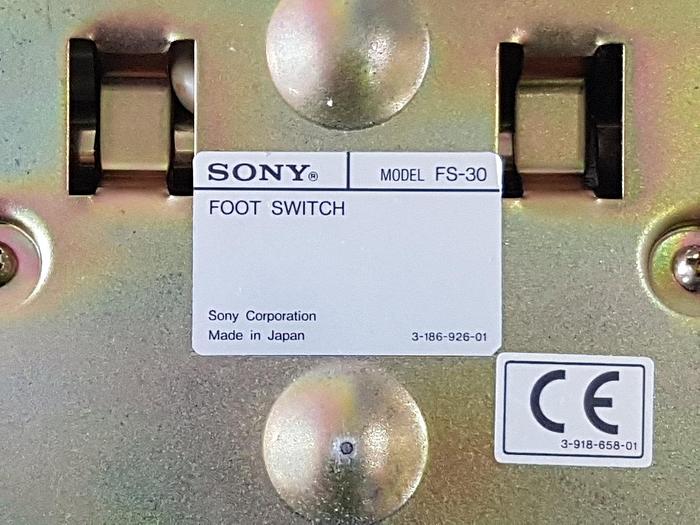 SONY® MODEL FS-30
FOOT SWITCH
Sony Corporation
Made in Japan 3-186-926-01
CE
3-918-658-01